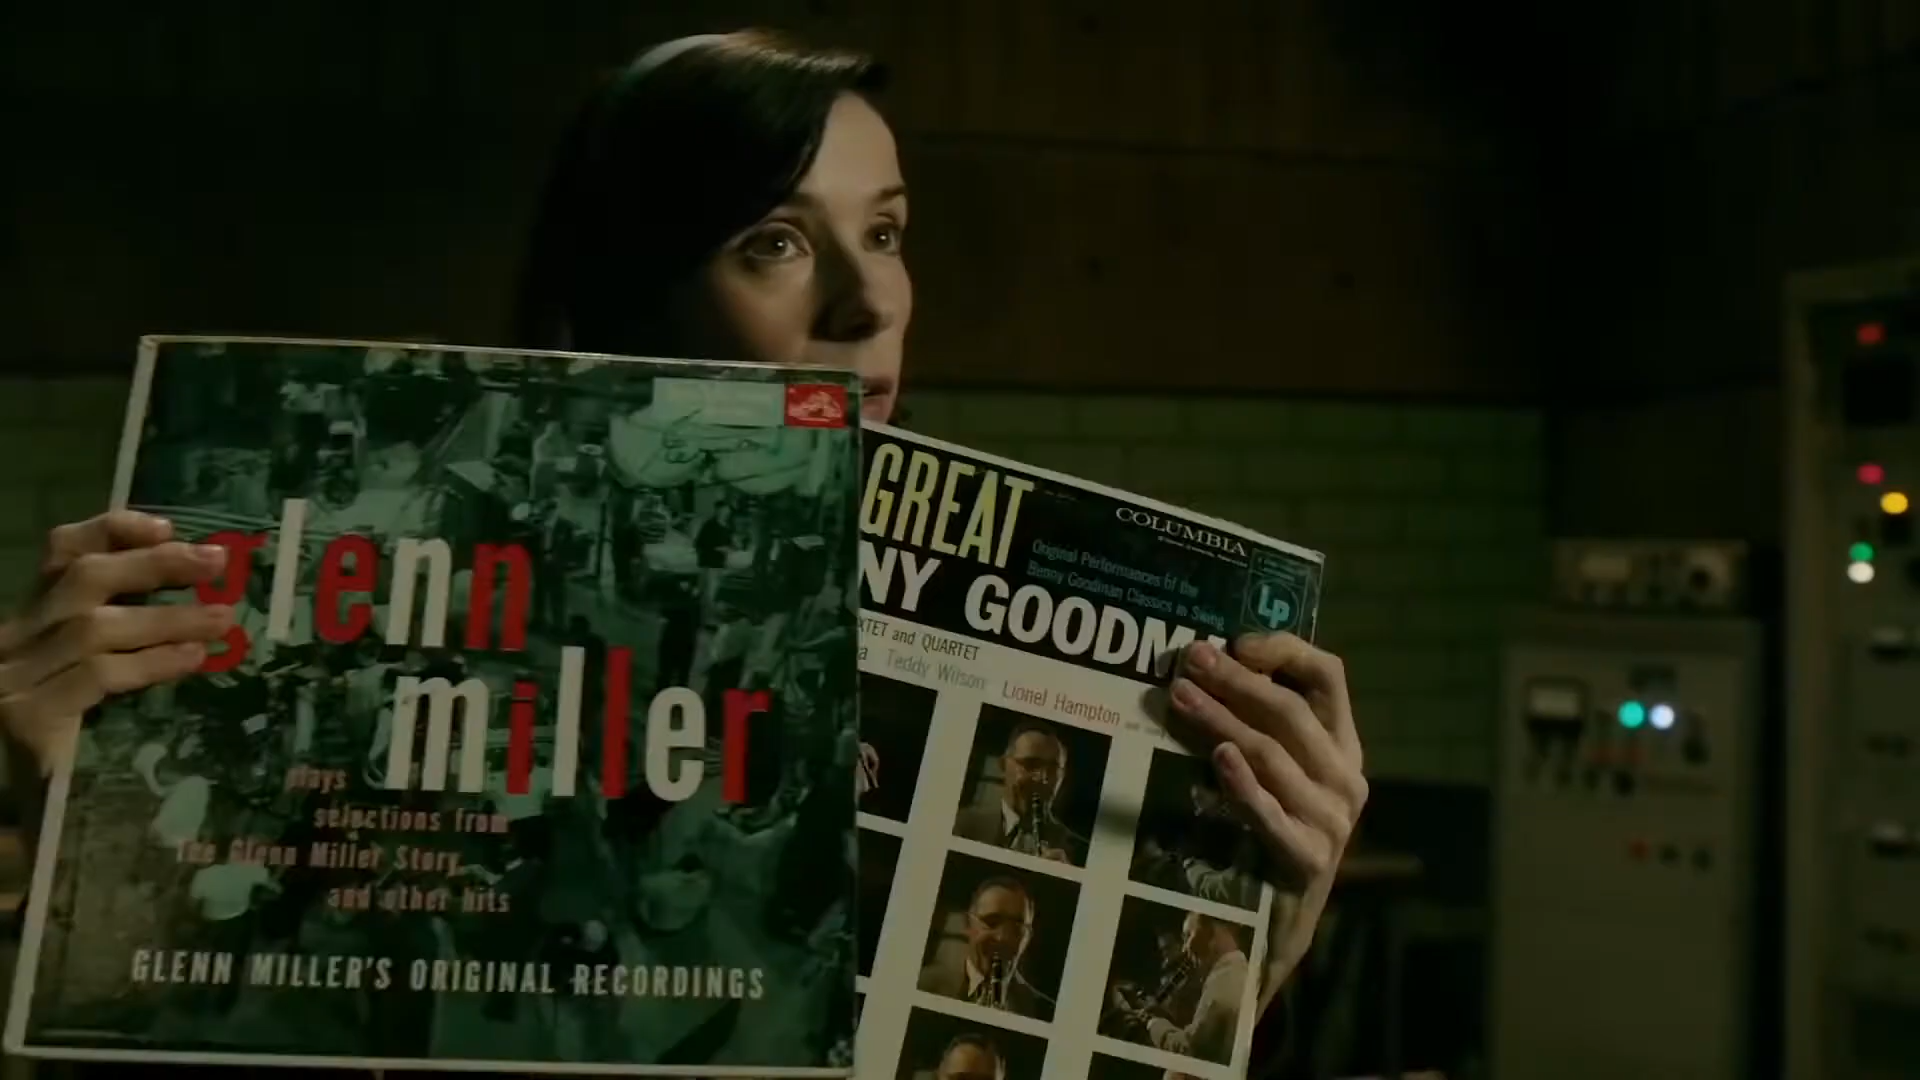 glenn
miller
plays
selections from
The Glenn Miller Story
and other hits
GLENN MILLER'S ORIGINAL RECORDINGS
GREAT
COLUMBIA
Original Performances of the
Benny Goodman Classics in Swing
Lp
NY GOODM
XTET and QUARTET
a Teddy Wilson Lionel Hampton